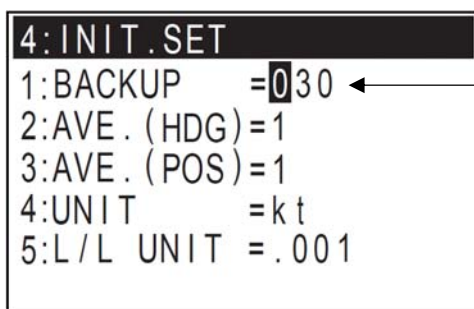 4:INIT.SET
1:BACKUP =030
2:AVE.(HDG)=1
3:AVE.(POS)=1
4:UNIT =kt
5:L/L UNIT =.001